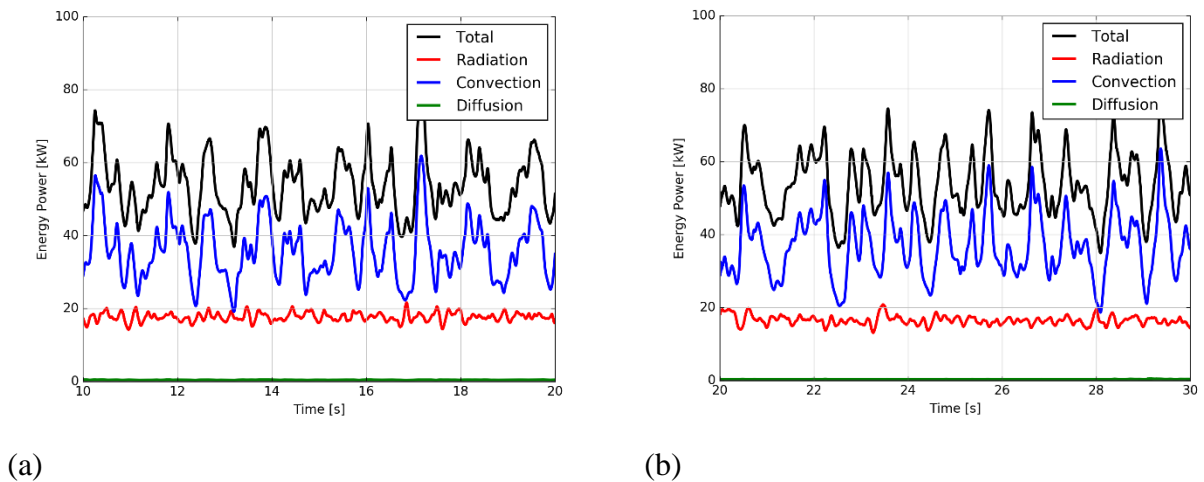 100
80
60
40
20
0
Energy Power [kW]
Total
Radiation
Convection
Diffusion
10 12 14 16 18 20
Time [s]
(a)
100
80
60
40
20
0
Energy Power [kW]
Total
Radiation
Convection
Diffusion
20 22 24 26 28 30
Time [s]
(b)